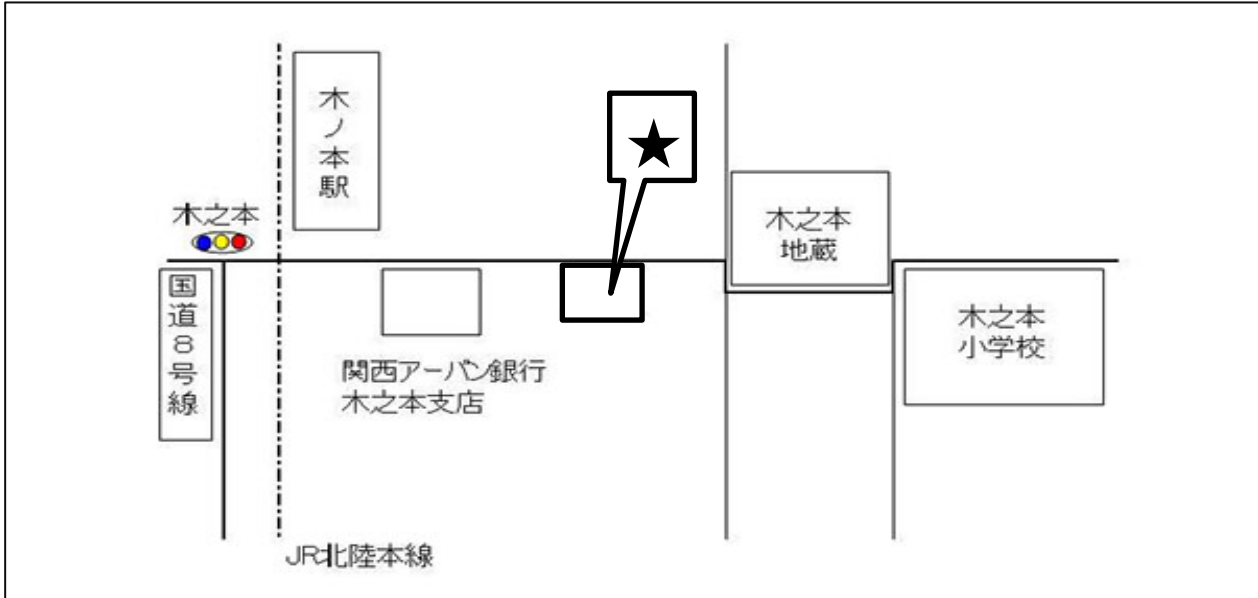 木ノ本駅
木之本
国道8号線
木之本
地蔵
木之本
小学校
関西アーバン銀行
木之本支店
JR北陸本線